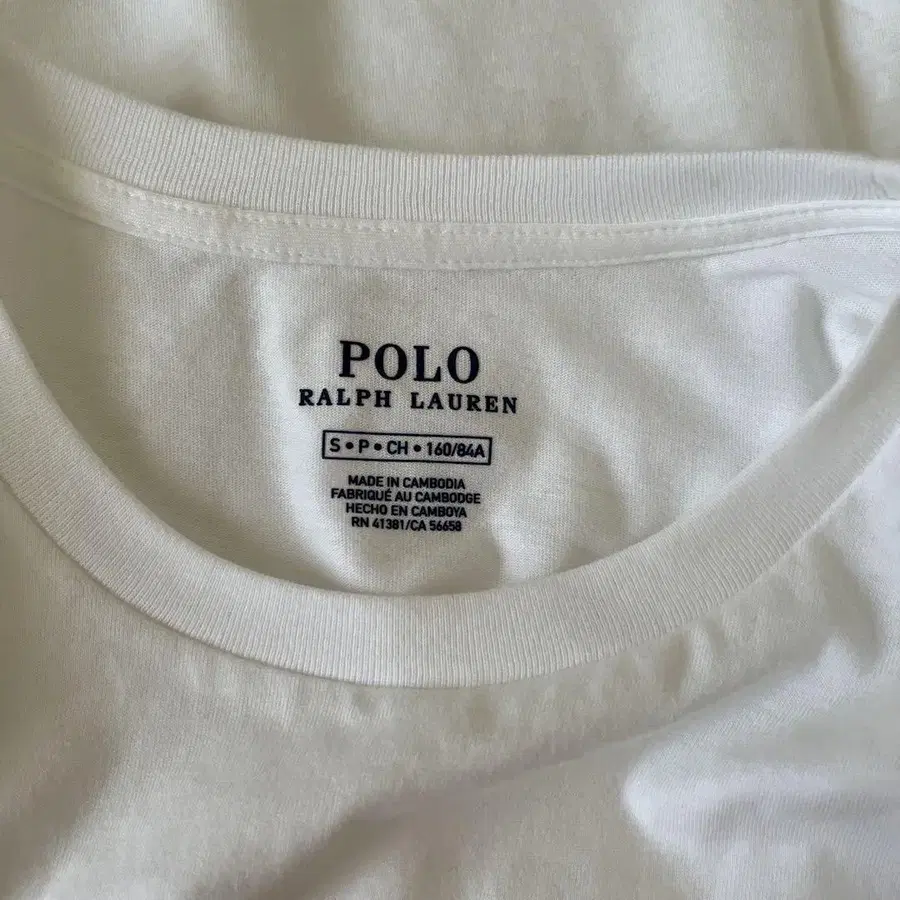 POLO
RALPH LAUREN
S • P • CH • 160/84A
MADE IN CAMBODIA
FABRIQUÉ AU CAMBODGE
HECHO EN CAMBOYA
RN 41381/CA 56658